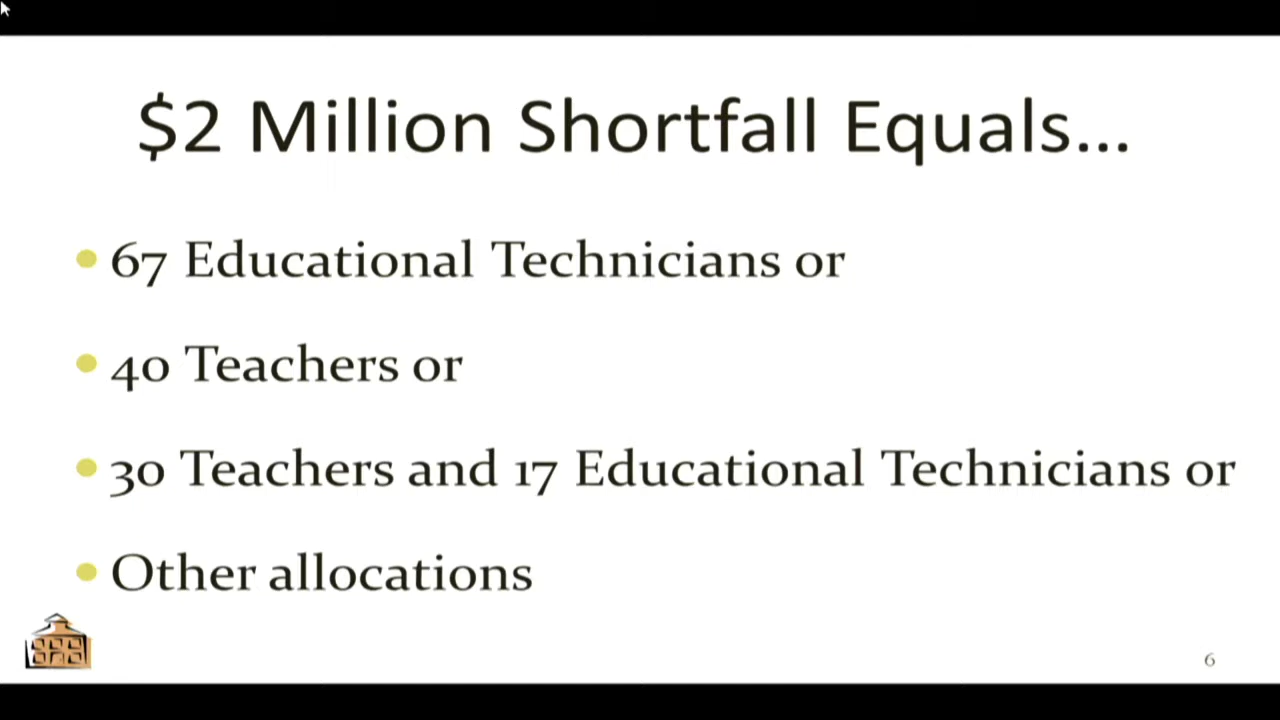 $2 Million Shortfall Equals...
67 Educational Technicians or
40 Teachers or
30 Teachers and 17 Educational Technicians or
Other allocations
6